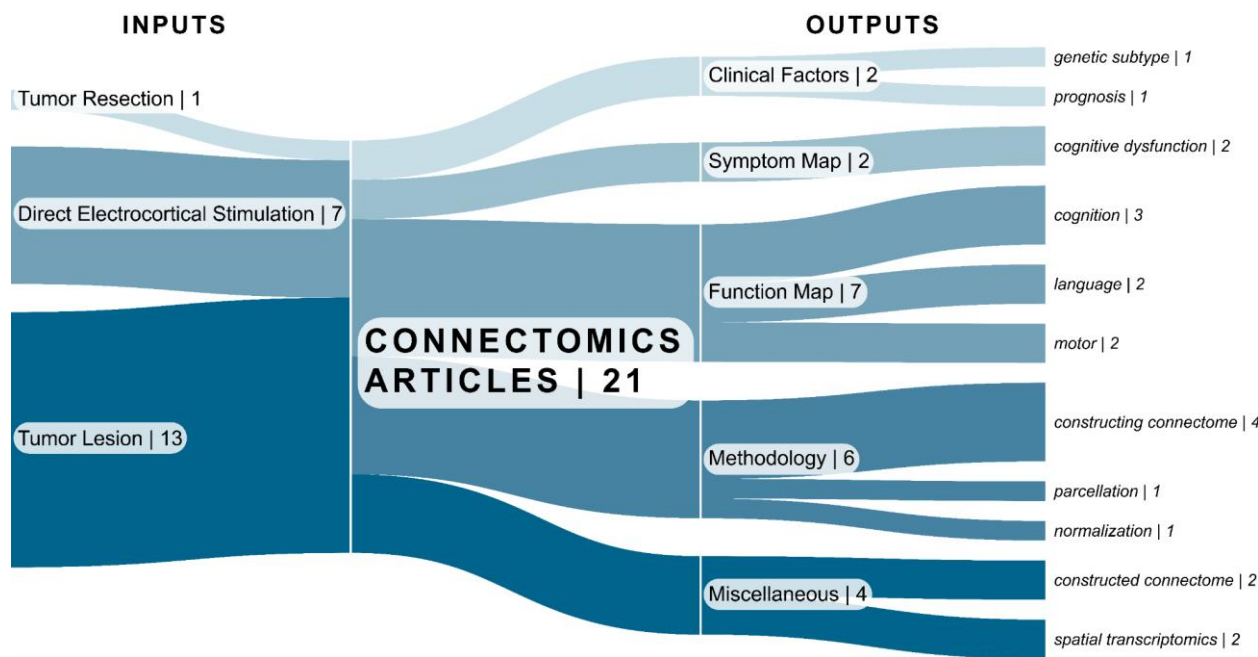 INPUTS
OUTPUTS
Tumor Resection | 1
Direct Electrocortical Stimulation | 7
Tumor Lesion | 13
CONNECTOMICS
ARTICLES | 21
Clinical Factors | 2
Symptom Map | 2
Function Map | 7
Methodology | 6
Miscellaneous | 4
genetic subtype | 1
prognosis | 1
cognitive dysfunction | 2
cognition | 3
language | 2
motor | 2
constructing connectome | 4
parcellation | 1
normalization | 1
constructed connectome | 2
spatial transcriptomics | 2